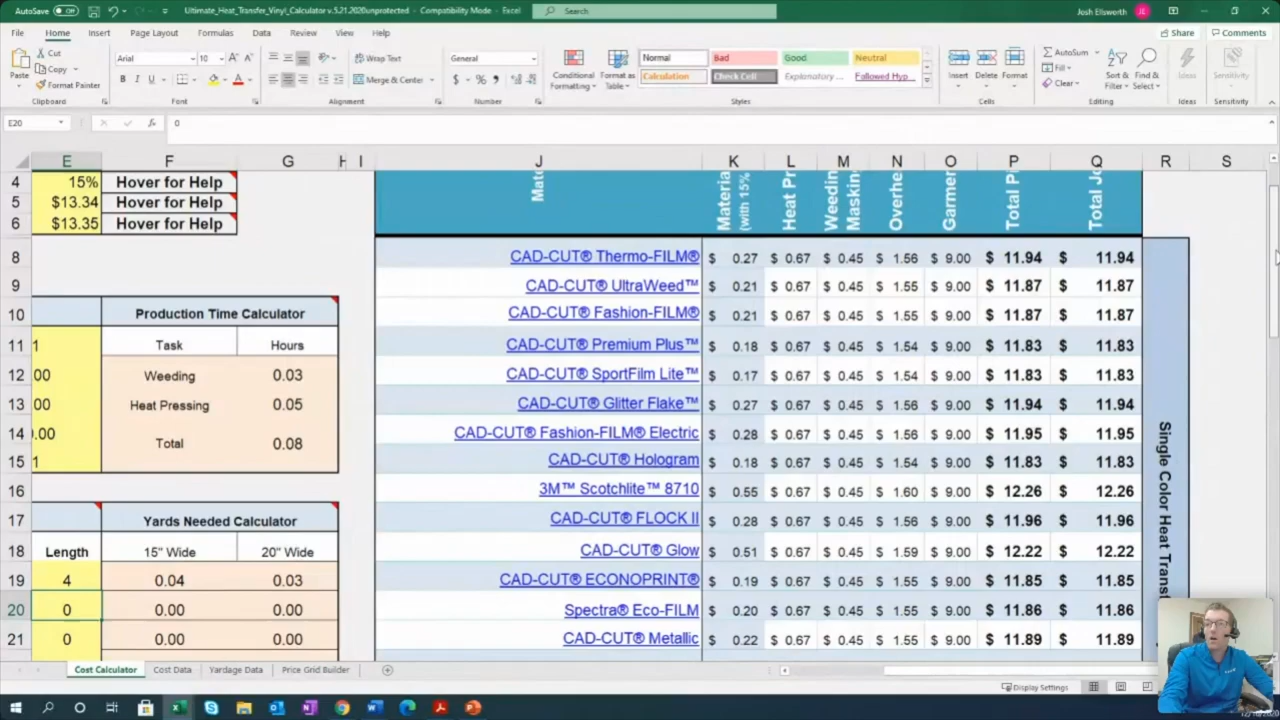 AutoSave Off Ultimate_Heat_Transfer_Vinyl_Calculator v.5.21.2020unprotected - Compatibility Mode - Excel Search Josh Ellsworth JE
File Home Insert Page Layout Formulas Data Review View Help Share Comments
Paste Cut Copy Format Painter Clipboard
Arial 10 B I U Font
Wrap Text Merge & Center Alignment
General $ % Number
Conditional Formatting Format as Table
Normal Bad Good Neutral
Calculation Check Cell Explanatory ... Followed Hyp...
Styles
Insert Delete Format Cells
AutoSum Fill Clear Sort & Filter Find & Select Editing
Ideas Ideas
Sensitivity Sensitivity
E20 fx 0
E F G H I J K L M N O P Q R S
4 15% Hover for Help
5 $13.34 Hover for Help
6 $13.35 Hover for Help
Mate
Materia
(with 15%
Heat Pr
Weeding
Maskin
Overhe
Garme
Total Pi
Total Jo
8 CAD-CUT® Thermo-FILM® $ 0.27 $ 0.67 $ 0.45 $ 1.56 $ 9.00 $ 11.94 $ 11.94
9 CAD-CUT® UltraWeed™ $ 0.21 $ 0.67 $ 0.45 $ 1.55 $ 9.00 $ 11.87 $ 11.87
10 Production Time Calculator CAD-CUT® Fashion-FILM® $ 0.21 $ 0.67 $ 0.45 $ 1.55 $ 9.00 $ 11.87 $ 11.87
11 1 Task Hours CAD-CUT® Premium Plus™ $ 0.18 $ 0.67 $ 0.45 $ 1.54 $ 9.00 $ 11.83 $ 11.83
12 00 Weeding 0.03 CAD-CUT® SportFilm Lite™ $ 0.17 $ 0.67 $ 0.45 $ 1.54 $ 9.00 $ 11.83 $ 11.83
13 00 Heat Pressing 0.05 CAD-CUT® Glitter Flake™ $ 0.27 $ 0.67 $ 0.45 $ 1.56 $ 9.00 $ 11.94 $ 11.94
14 .00 Total 0.08 CAD-CUT® Fashion-FILM® Electric $ 0.28 $ 0.67 $ 0.45 $ 1.56 $ 9.00 $ 11.95 $ 11.95
15 1 CAD-CUT® Hologram $ 0.18 $ 0.67 $ 0.45 $ 1.54 $ 9.00 $ 11.83 $ 11.83
16 3M™ Scotchlite™ 8710 $ 0.55 $ 0.67 $ 0.45 $ 1.60 $ 9.00 $ 12.26 $ 12.26
17 Yards Needed Calculator CAD-CUT® FLOCK II $ 0.28 $ 0.67 $ 0.45 $ 1.56 $ 9.00 $ 11.96 $ 11.96
18 Length 15" Wide 20" Wide CAD-CUT® Glow $ 0.51 $ 0.67 $ 0.45 $ 1.59 $ 9.00 $ 12.22 $ 12.22
19 4 0.04 0.03 CAD-CUT® ECONOPRINT® $ 0.19 $ 0.67 $ 0.45 $ 1.55 $ 9.00 $ 11.85 $ 11.85
20 0 0.00 0.00 Spectra® Eco-FILM $ 0.20 $ 0.67 $ 0.45 $ 1.55 $ 9.00 $ 11.86 $ 11.86
21 0 0.00 0.00 CAD-CUT® Metallic $ 0.22 $ 0.67 $ 0.45 $ 1.55 $ 9.00 $ 11.89 $ 11.89
Single Color Heat Transf
Cost Calculator Cost Data Yardage Data Price Grid Builder
Display Settings